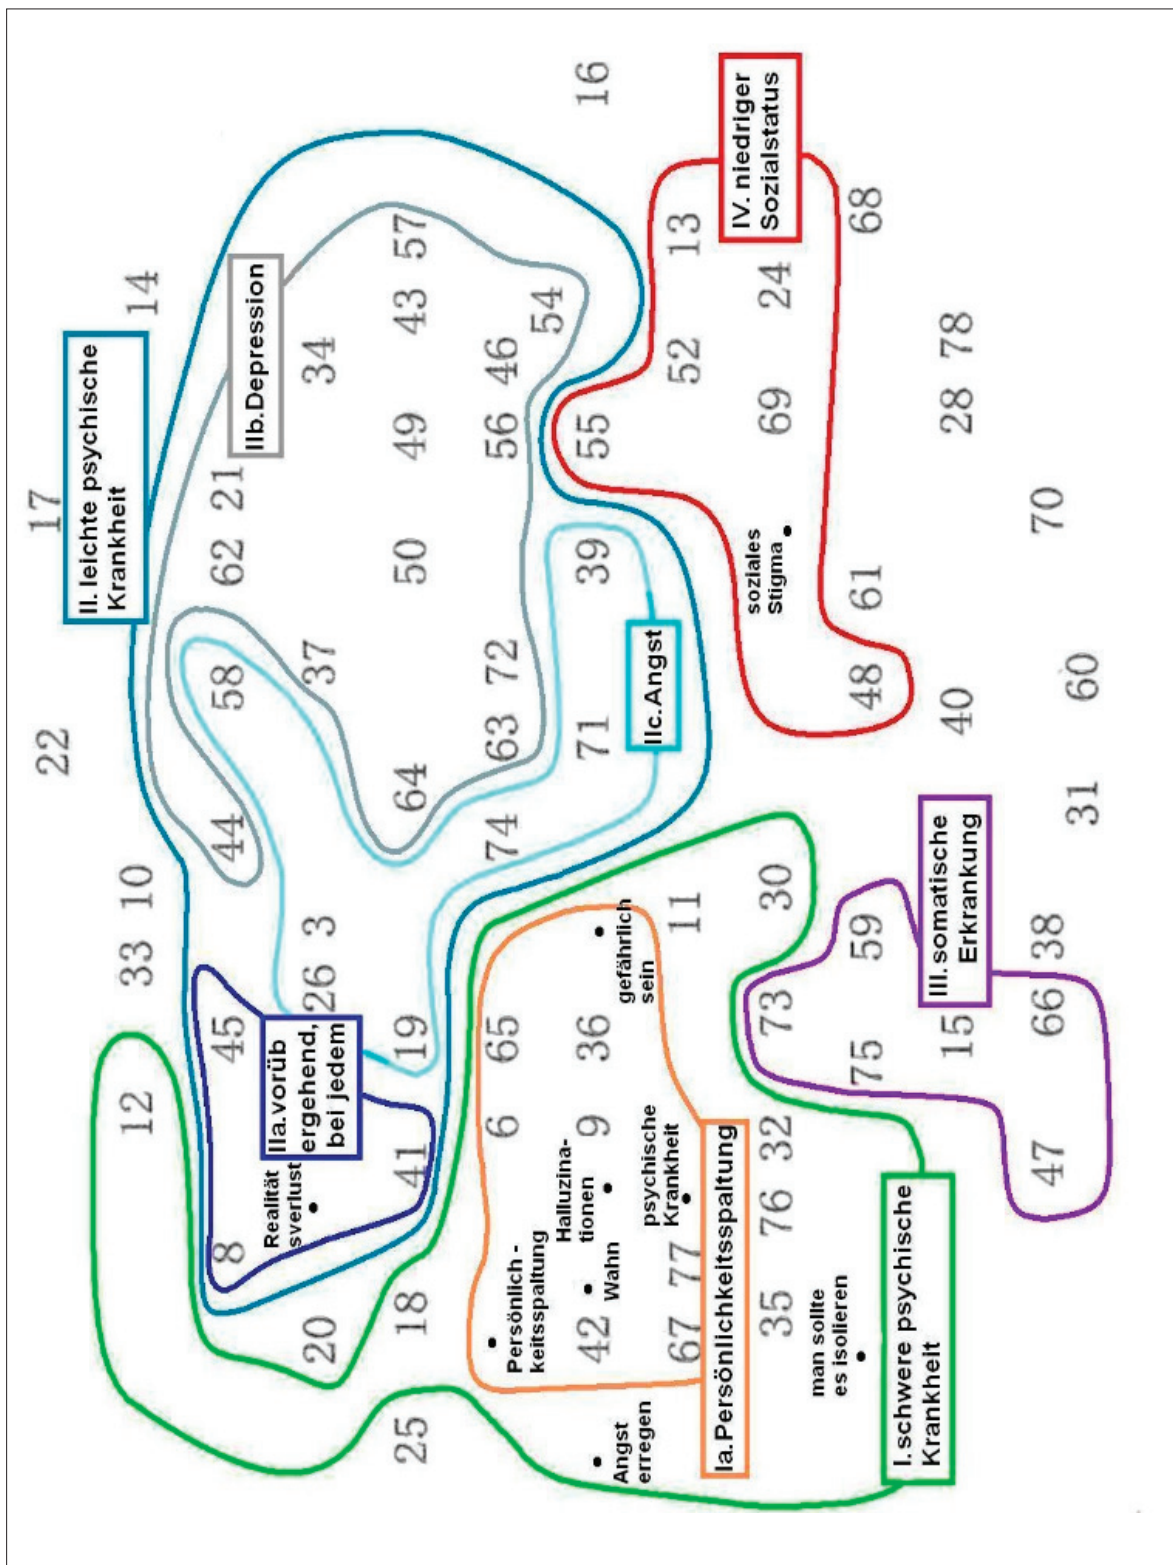 22 17
II. leichte psychische
Krankheit
12 33 10 14
8 45 44 58 62 21
IIb.Depression
Realität
sverlust
IIa.vorüb
ergehend,
bei jedem
20 26 3 37 34
25 18 41 19 64 50 49 43 57
6 65 74 63 72 56 46
Persönlich -
keitsspaltung
54
Halluzina-
tionen
42 9 36 71 39 55 16
Wahn
Angst
erregen
gefährlich
sein
psychische
Krankheit
IIc.Angst
67 77 11 52 13
Ia.Persönlichkeitsspaltung
IV. niedriger
Sozialstatus
soziales
Stigma
35 76 32 73 30 69 24
man sollte
es isolieren
75 59 48 61 68
I.schwere psychische
Krankheit
III.somatische
Erkrankung
15 40 28 78
47 66 38 70
31 60